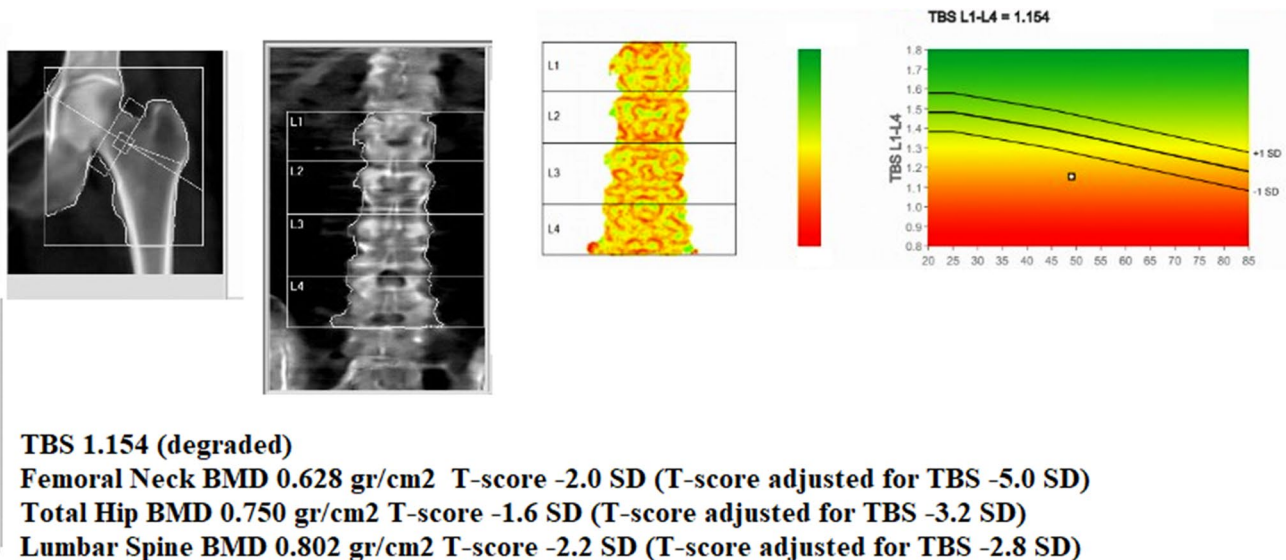 TBS L1-L4 = 1.154
L1
L2
L3
L4
L1
L2
L3
L4
TBS L1-L4
1.8
1.7
1.6
1.5
1.4
1.3
1.2
1.1
1.0
0.9
0.8
+1 SD
-1 SD
20 25 30 35 40 45 50 55 60 65 70 75 80 85
TBS 1.154 (degraded)
Femoral Neck BMD 0.628 gr/cm2 T-score -2.0 SD (T-score adjusted for TBS -5.0 SD)
Total Hip BMD 0.750 gr/cm2 T-score -1.6 SD (T-score adjusted for TBS -3.2 SD)
Lumbar Spine BMD 0.802 gr/cm2 T-score -2.2 SD (T-score adjusted for TBS -2.8 SD)